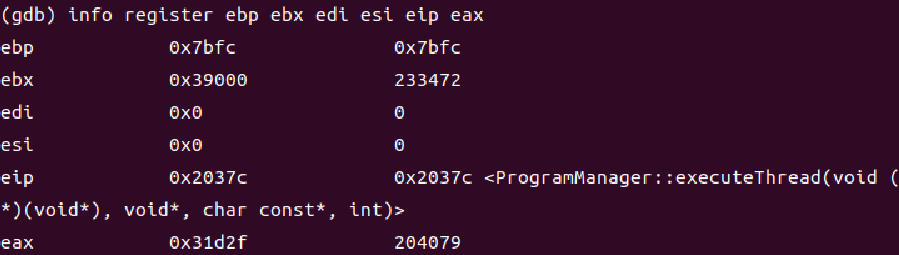 (gdb) info register ebp ebx edi esi eip eax
ebp            0x7bfc              0x7bfc
ebx            0x39000             233472
edi            0x0                 0
esi            0x0                 0
eip            0x2037c             0x2037c <ProgramManager::executeThread(void (
*)(void*), void*, char const*, int)>
eax            0x31d2f             204079